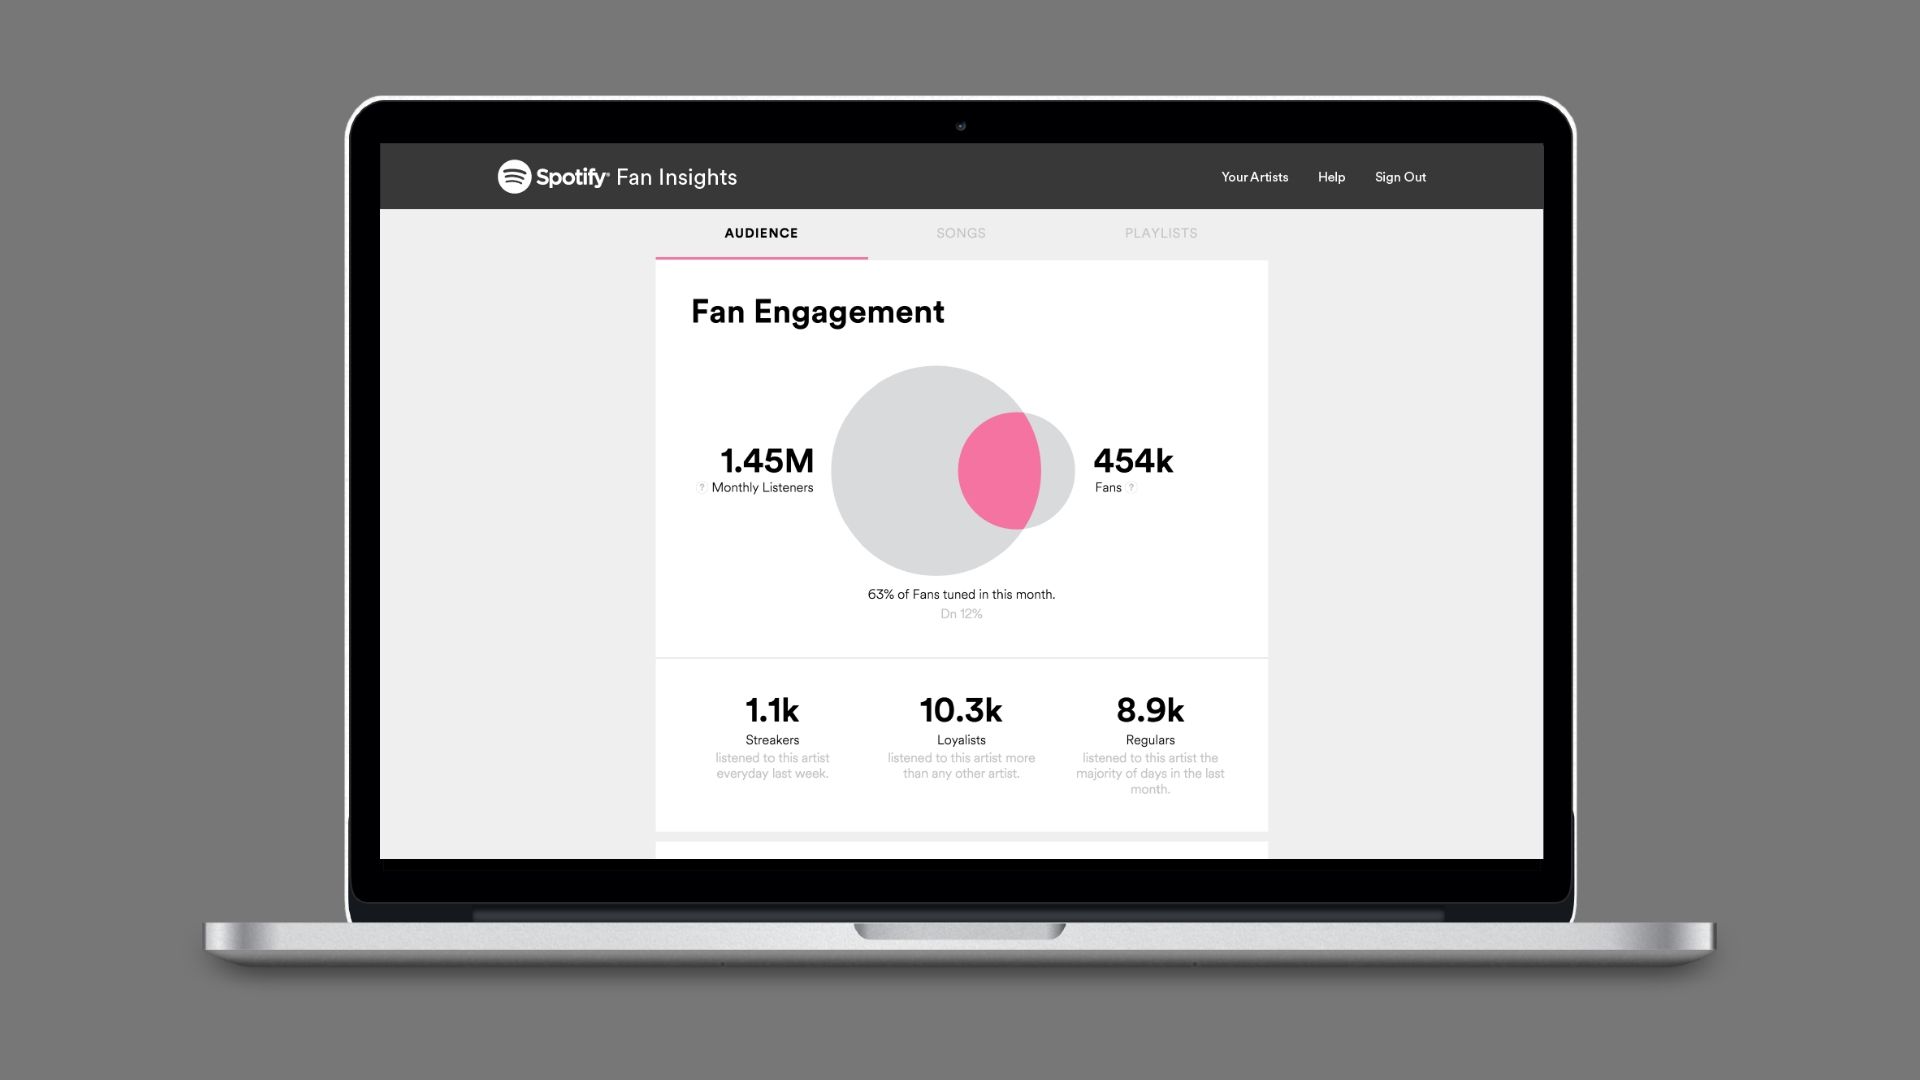 Spotify® Fan Insights
Your Artists Help Sign Out
AUDIENCE SONGS PLAYLISTS
Fan Engagement
1.45M
? Monthly Listeners
454k
Fans ?
63% of Fans tuned in this month.
Dn 12%
1.1k
Streakers
listened to this artist
everyday last week.
10.3k
Loyalists
listened to this artist more
than any other artist.
8.9k
Regulars
listened to this artist the
majority of days in the last
month.